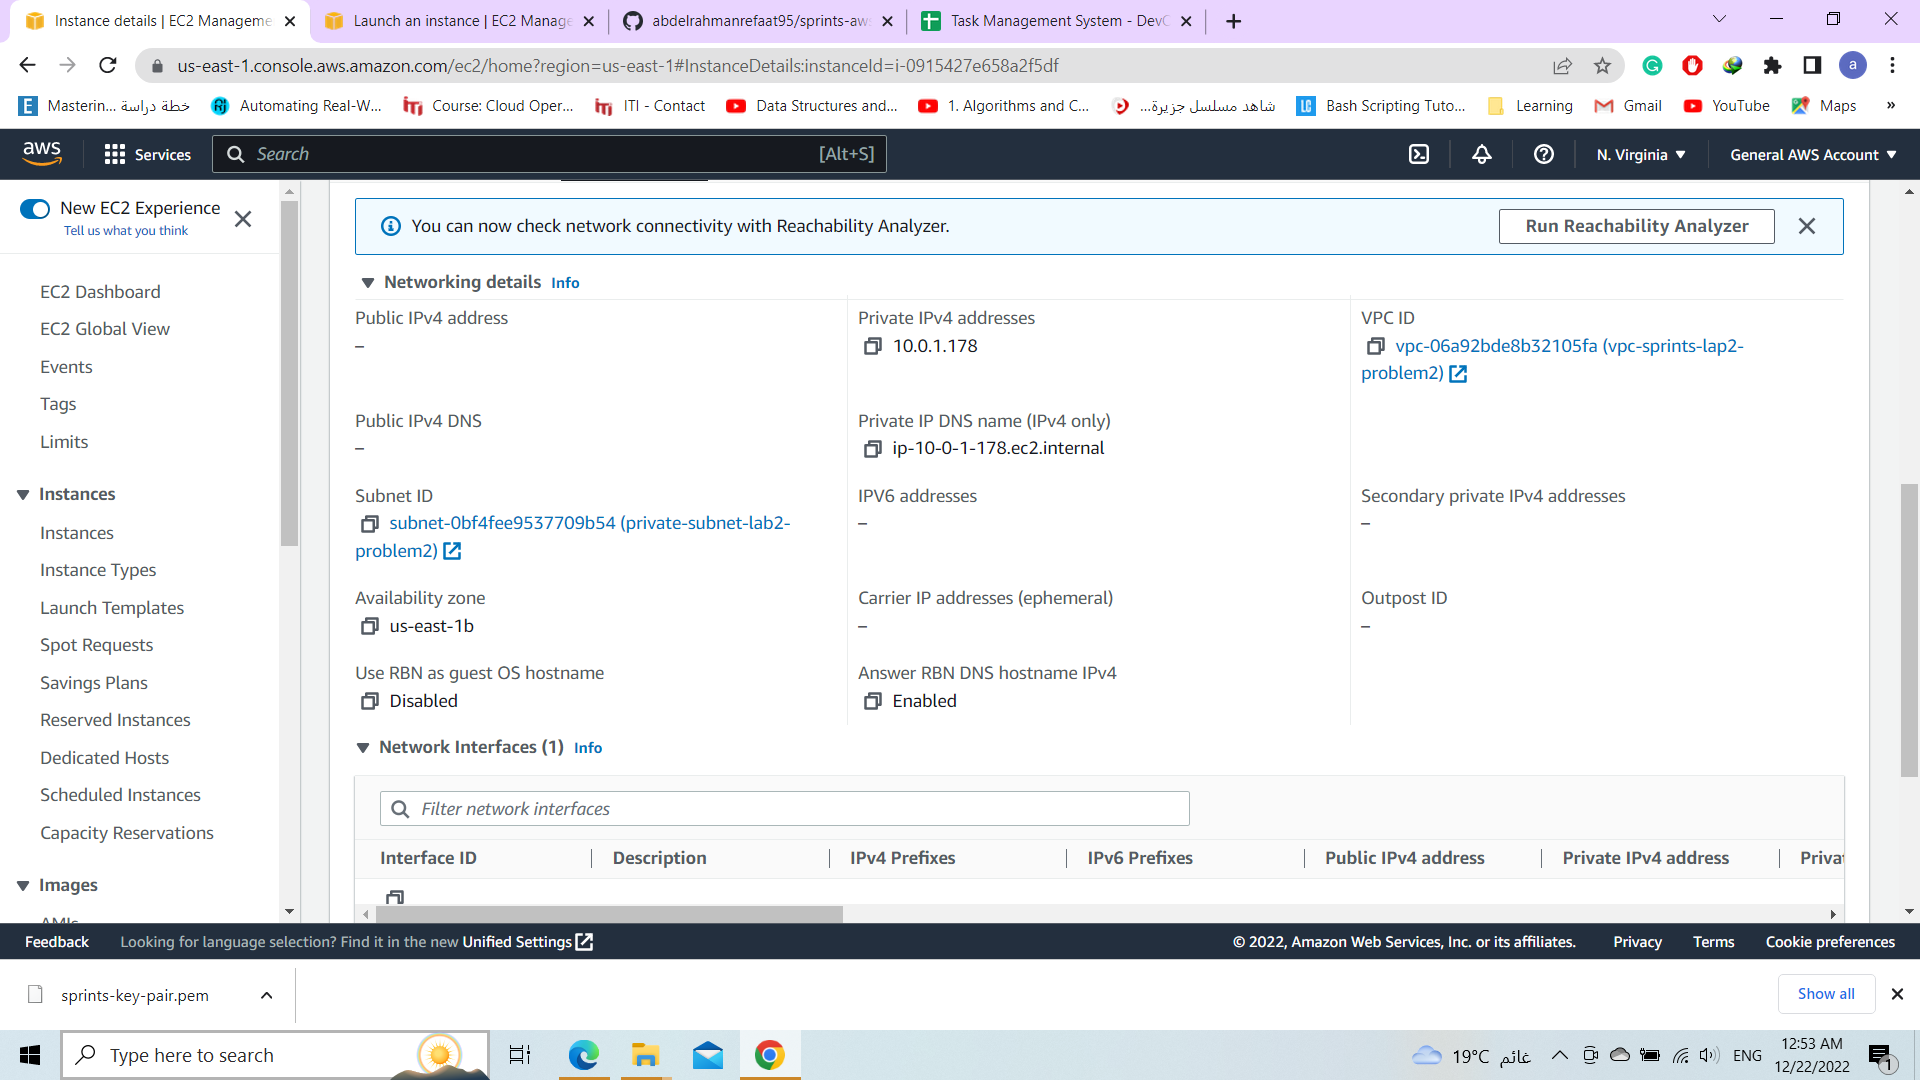 Instance details | EC2 Manageme
Launch an instance | EC2 Manage
abdelrahmanrefaat95/sprints-aws
Task Management System - DevO
us-east-1.console.aws.amazon.com/ec2/home?region=us-east-1#InstanceDetails:instanceId=i-0915427e658a2f5df
a
Masterin... خطة دراسة
Automating Real-W...
Course: Cloud Oper...
ITI - Contact
Data Structures and...
1. Algorithms and C...
شاهد مسلسل جزيرة...
LC
Bash Scripting Tuto...
Learning
Gmail
YouTube
Maps
»
aws
Services
Search
[Alt+S]
N. Virginia
General AWS Account
New EC2 Experience
Tell us what you think
EC2 Dashboard
EC2 Global View
Events
Tags
Limits
Instances
Instances
Instance Types
Launch Templates
Spot Requests
Savings Plans
Reserved Instances
Dedicated Hosts
Scheduled Instances
Capacity Reservations
Images
AMIs
You can now check network connectivity with Reachability Analyzer.
Run Reachability Analyzer
Networking details Info
Public IPv4 address
–
Private IPv4 addresses
10.0.1.178
VPC ID
vpc-06a92bde8b32105fa (vpc-sprints-lap2-
problem2)
Public IPv4 DNS
–
Private IP DNS name (IPv4 only)
ip-10-0-1-178.ec2.internal
Subnet ID
subnet-0bf4fee9537709b54 (private-subnet-lab2-
problem2)
IPV6 addresses
–
Secondary private IPv4 addresses
–
Availability zone
us-east-1b
Carrier IP addresses (ephemeral)
–
Outpost ID
–
Use RBN as guest OS hostname
Disabled
Answer RBN DNS hostname IPv4
Enabled
Network Interfaces (1) Info
Filter network interfaces
Interface ID
Description
IPv4 Prefixes
IPv6 Prefixes
Public IPv4 address
Private IPv4 address
Privat
Feedback
Looking for language selection? Find it in the new Unified Settings
© 2022, Amazon Web Services, Inc. or its affiliates.
Privacy
Terms
Cookie preferences
sprints-key-pair.pem
Show all
Type here to search
19°C غائم
ENG
12:53 AM
12/22/2022
1